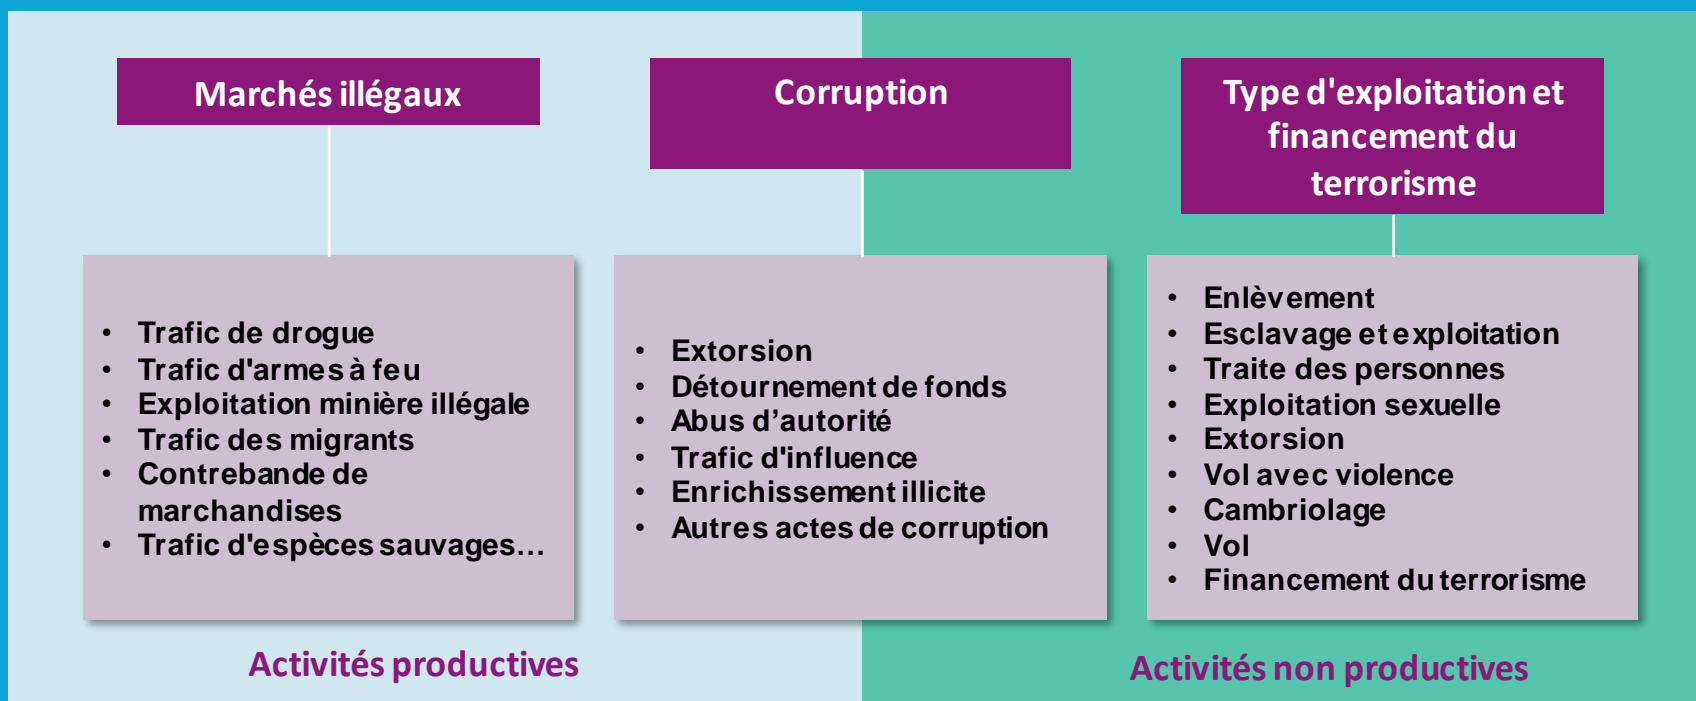 Marchés illégaux
• Trafic de drogue
• Trafic d'armes à feu
• Exploitation minière illégale
• Trafic des migrants
• Contrebande de
marchandises
• Trafic d'espèces sauvages…
Corruption
• Extorsion
• Détournement de fonds
• Abus d’autorité
• Trafic d'influence
• Enrichissement illicite
• Autres actes de corruption
Type d'exploitation et
financement du
terrorisme
• Enlèvement
• Esclavage et exploitation
• Traite des personnes
• Exploitation sexuelle
• Extorsion
• Vol avec violence
• Cambriolage
• Vol
• Financement du terrorisme
Activités productives
Activités non productives